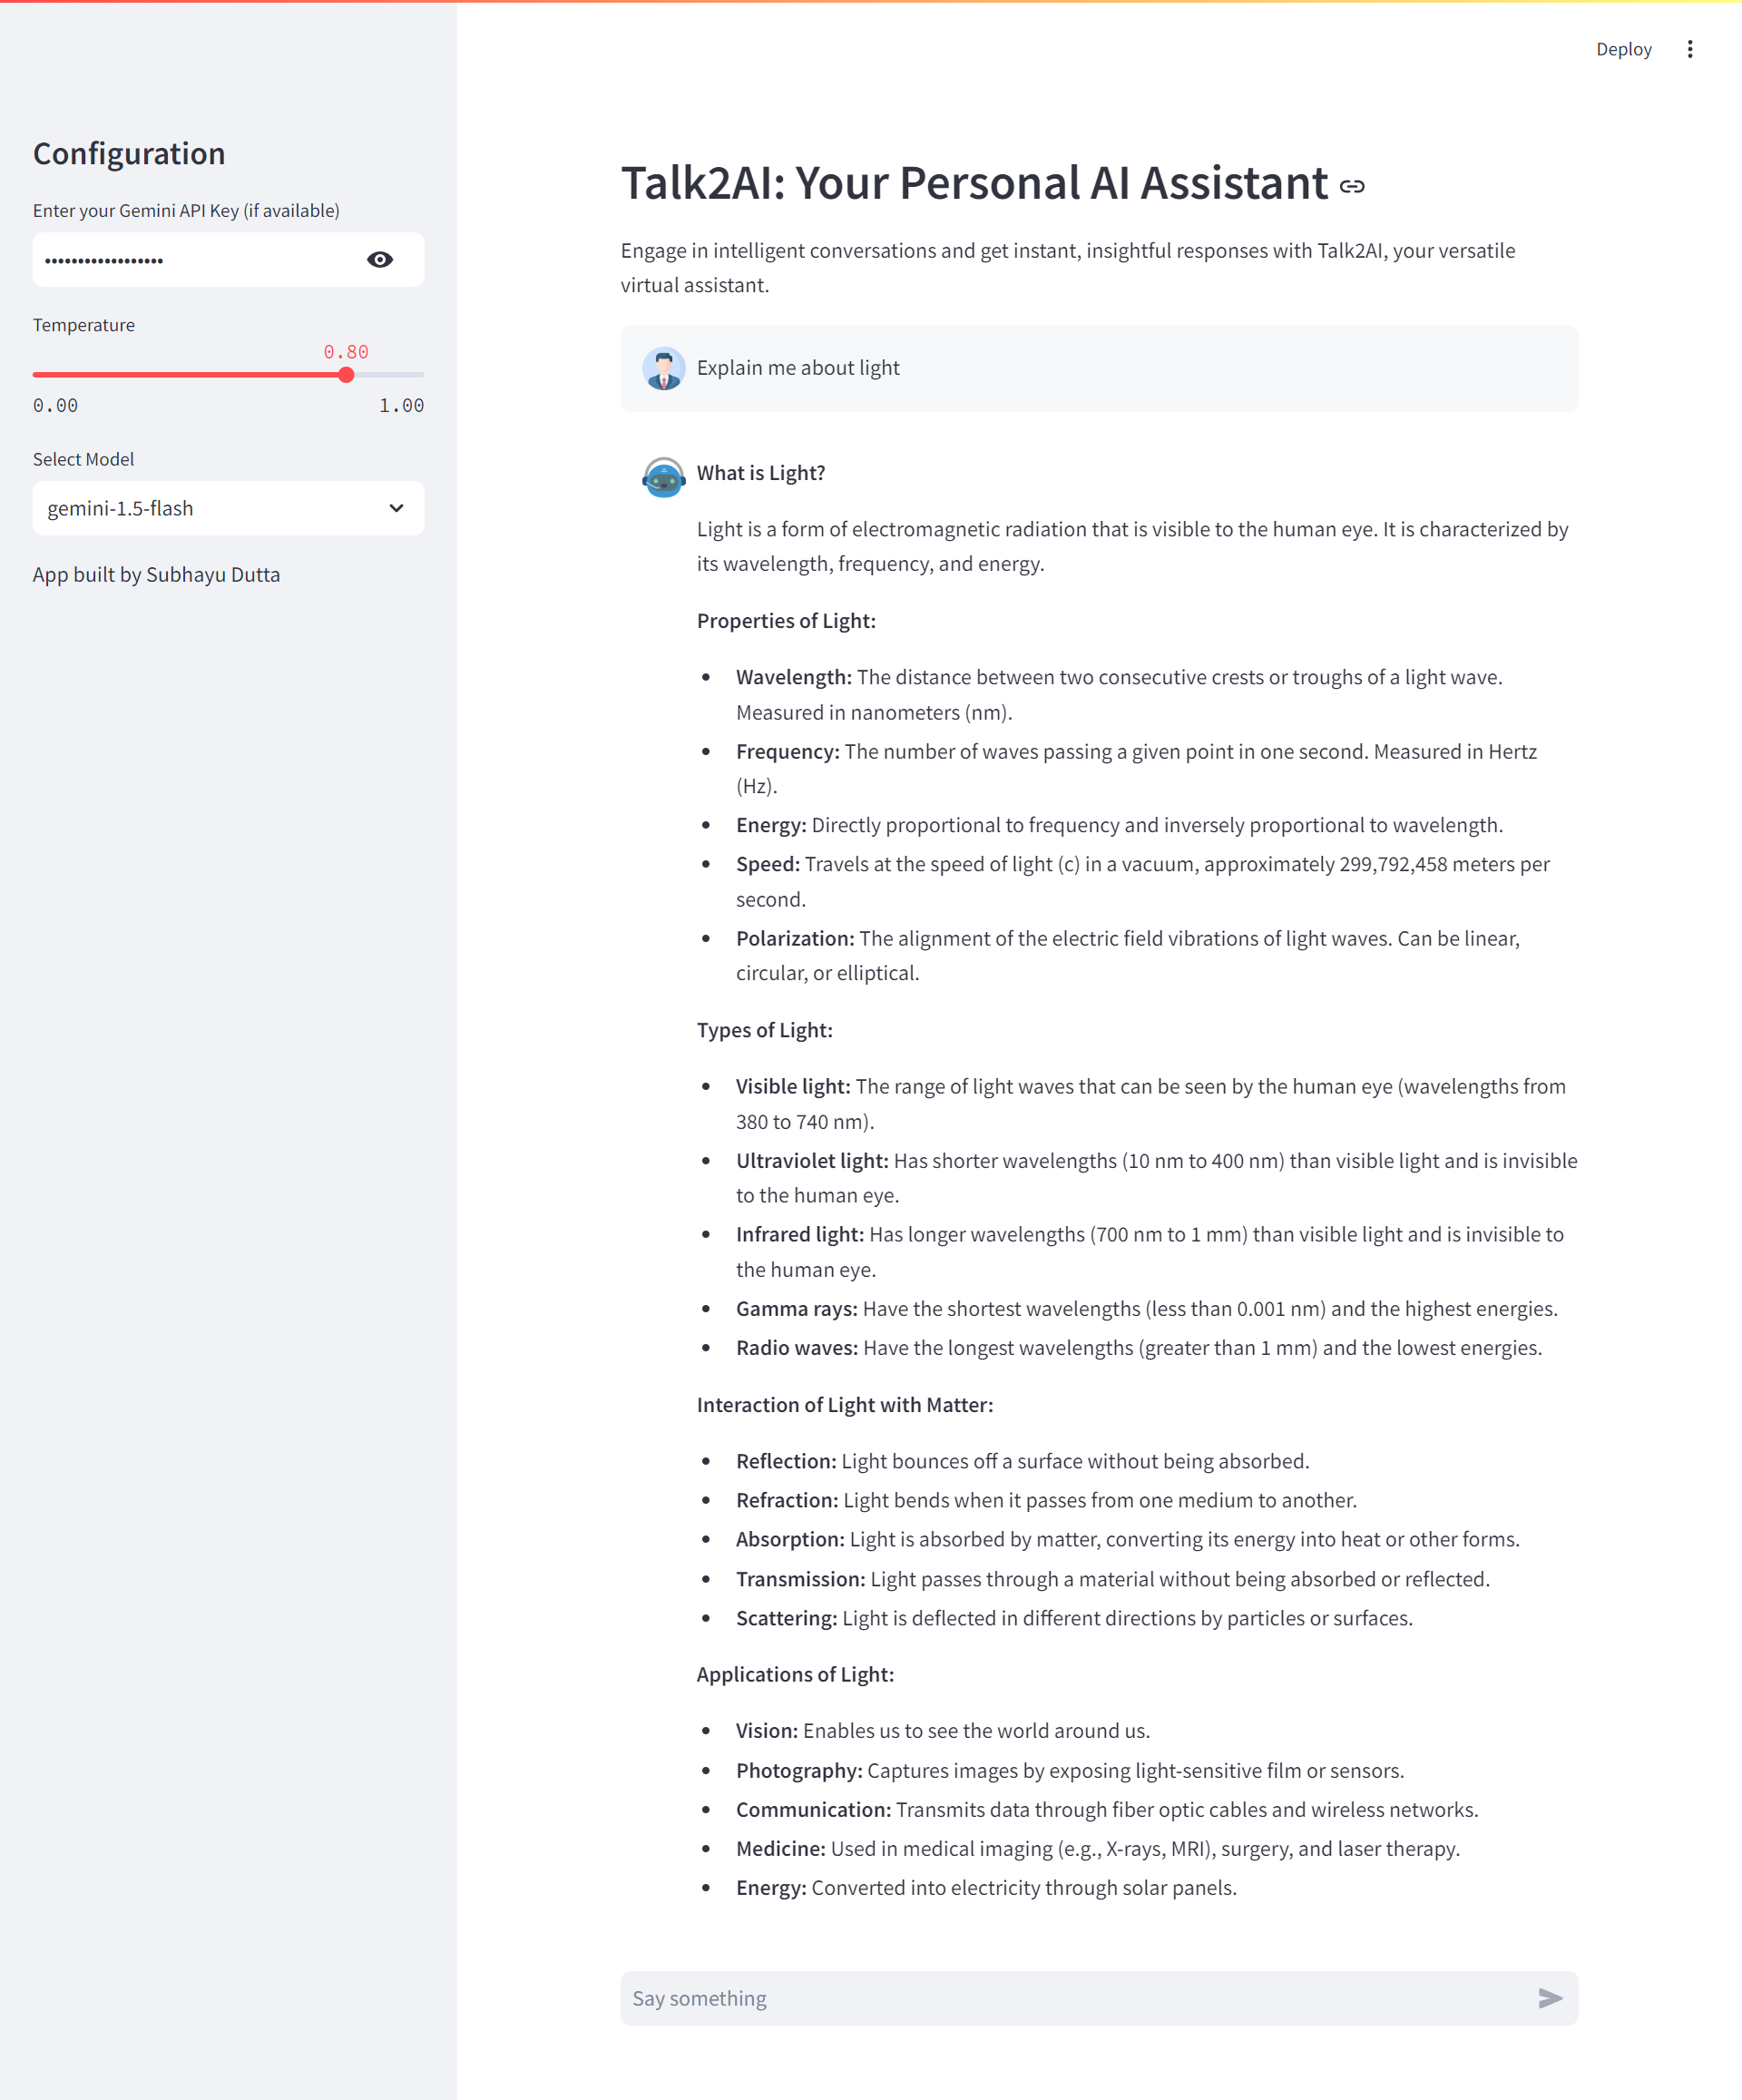 Deploy
Configuration
Enter your Gemini API Key (if available)
••••••••••••••••••
Temperature
0.80
0.00 1.00
Select Model
gemini-1.5-flash
App built by Subhayu Dutta
Talk2AI: Your Personal AI Assistant
Engage in intelligent conversations and get instant, insightful responses with Talk2AI, your versatile
virtual assistant.
Explain me about light
What is Light?
Light is a form of electromagnetic radiation that is visible to the human eye. It is characterized by
its wavelength, frequency, and energy.
Properties of Light:
• Wavelength: The distance between two consecutive crests or troughs of a light wave.
Measured in nanometers (nm).
• Frequency: The number of waves passing a given point in one second. Measured in Hertz
(Hz).
• Energy: Directly proportional to frequency and inversely proportional to wavelength.
• Speed: Travels at the speed of light (c) in a vacuum, approximately 299,792,458 meters per
second.
• Polarization: The alignment of the electric field vibrations of light waves. Can be linear,
circular, or elliptical.
Types of Light:
• Visible light: The range of light waves that can be seen by the human eye (wavelengths from
380 to 740 nm).
• Ultraviolet light: Has shorter wavelengths (10 nm to 400 nm) than visible light and is invisible
to the human eye.
• Infrared light: Has longer wavelengths (700 nm to 1 mm) than visible light and is invisible to
the human eye.
• Gamma rays: Have the shortest wavelengths (less than 0.001 nm) and the highest energies.
• Radio waves: Have the longest wavelengths (greater than 1 mm) and the lowest energies.
Interaction of Light with Matter:
• Reflection: Light bounces off a surface without being absorbed.
• Refraction: Light bends when it passes from one medium to another.
• Absorption: Light is absorbed by matter, converting its energy into heat or other forms.
• Transmission: Light passes through a material without being absorbed or reflected.
• Scattering: Light is deflected in different directions by particles or surfaces.
Applications of Light:
• Vision: Enables us to see the world around us.
• Photography: Captures images by exposing light-sensitive film or sensors.
• Communication: Transmits data through fiber optic cables and wireless networks.
• Medicine: Used in medical imaging (e.g., X-rays, MRI), surgery, and laser therapy.
• Energy: Converted into electricity through solar panels.
Say something